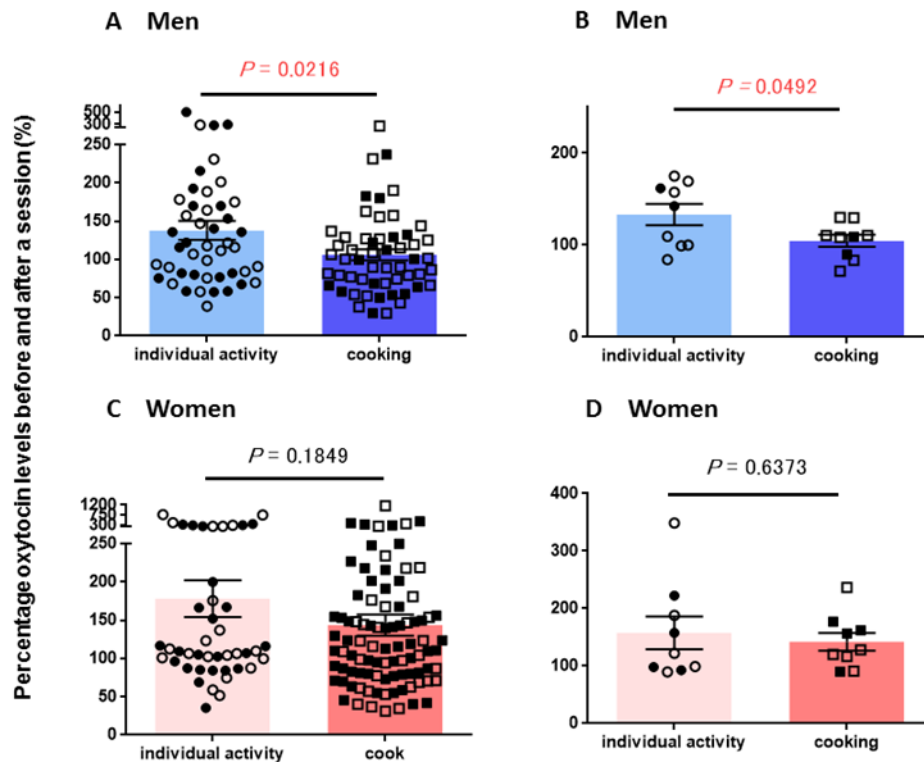 Percentage oxytocin levels before and after a session (%)
A Men
P = 0.0216
500
300
250
200
150
100
50
0
individual activity cooking
B Men
P = 0.0492
200
100
0
individual activity cooking
C Women
P = 0.1849
1200
750
300
250
200
150
100
50
0
individual activity cook
D Women
P = 0.6373
400
300
200
100
0
individual activity cooking